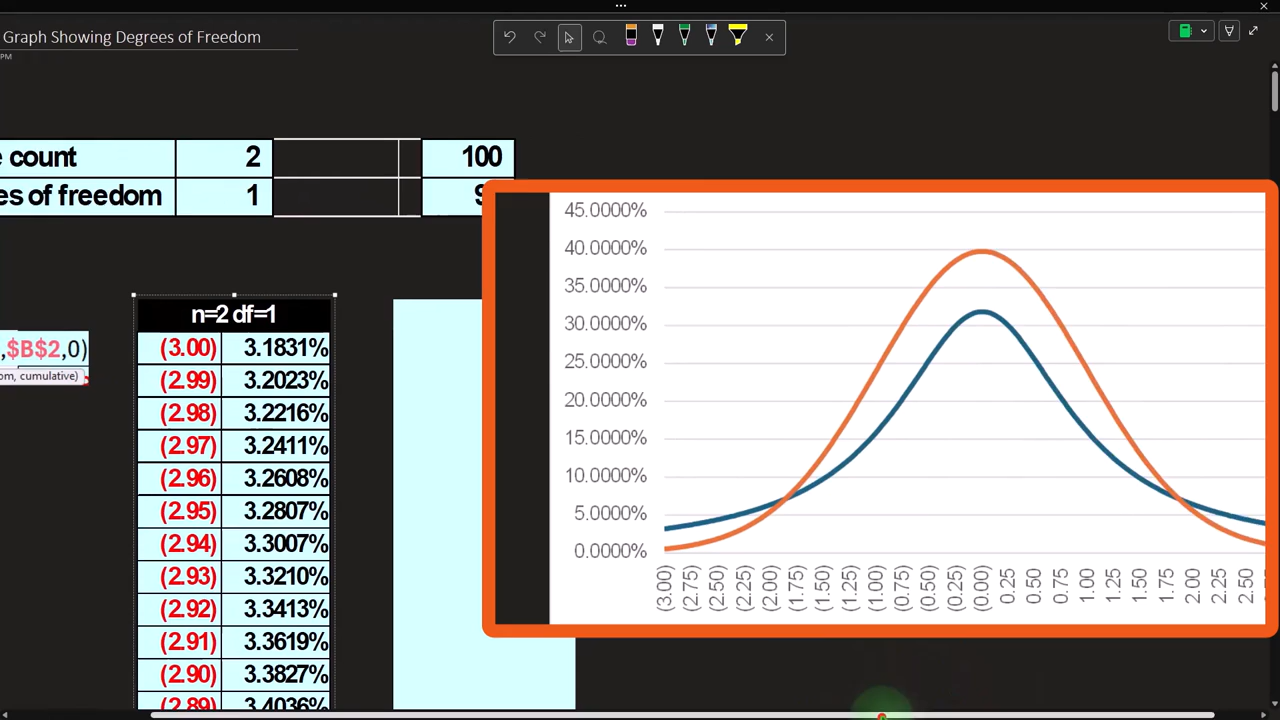 Graph Showing Degrees of Freedom
PM
count 2 100
of freedom 1
n=2 df=1
,$B$2,0)
cumulative)
(3.00) 3.1831%
(2.99) 3.2023%
(2.98) 3.2216%
(2.97) 3.2411%
(2.96) 3.2608%
(2.95) 3.2807%
(2.94) 3.3007%
(2.93) 3.3210%
(2.92) 3.3413%
(2.91) 3.3619%
(2.90) 3.3827%
(2.89) 3.4036%
45.0000%
40.0000%
35.0000%
30.0000%
25.0000%
20.0000%
15.0000%
10.0000%
5.0000%
0.0000%
(3.00) (2.75) (2.50) (2.25) (2.00) (1.75) (1.50) (1.25) (1.00) (0.75) (0.50) (0.25) (0.00) 0.25 0.50 0.75 1.00 1.25 1.50 1.75 2.00 2.25 2.50